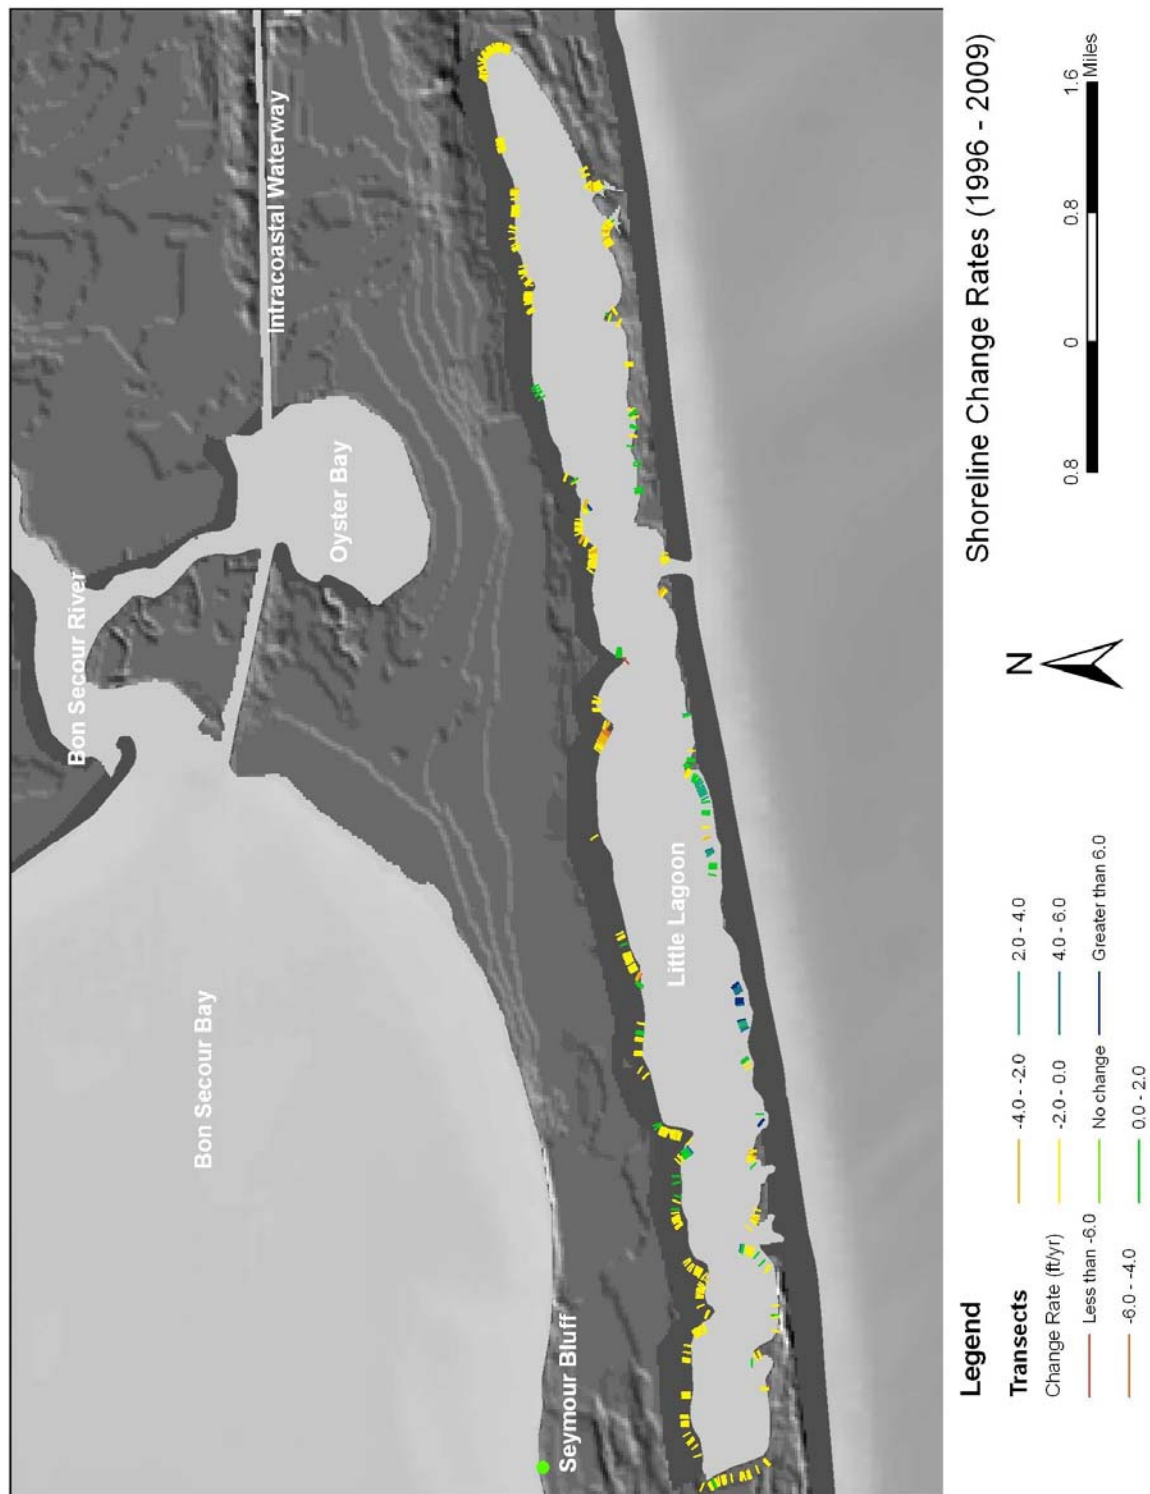 Intracoastal Waterway
Bon Secour River
Oyster Bay
Bon Secour Bay
Little Lagoon
Seymour Bluff
Legend
Transects
Change Rate (ft/yr)
Less than -6.0
-6.0 - -4.0
-4.0 - -2.0
-2.0 - 0.0
No change
0.0 - 2.0
2.0 - 4.0
4.0 - 6.0
Greater than 6.0
N
Shoreline Change Rates (1996 - 2009)
0.8 0 0.8 1.6 Miles